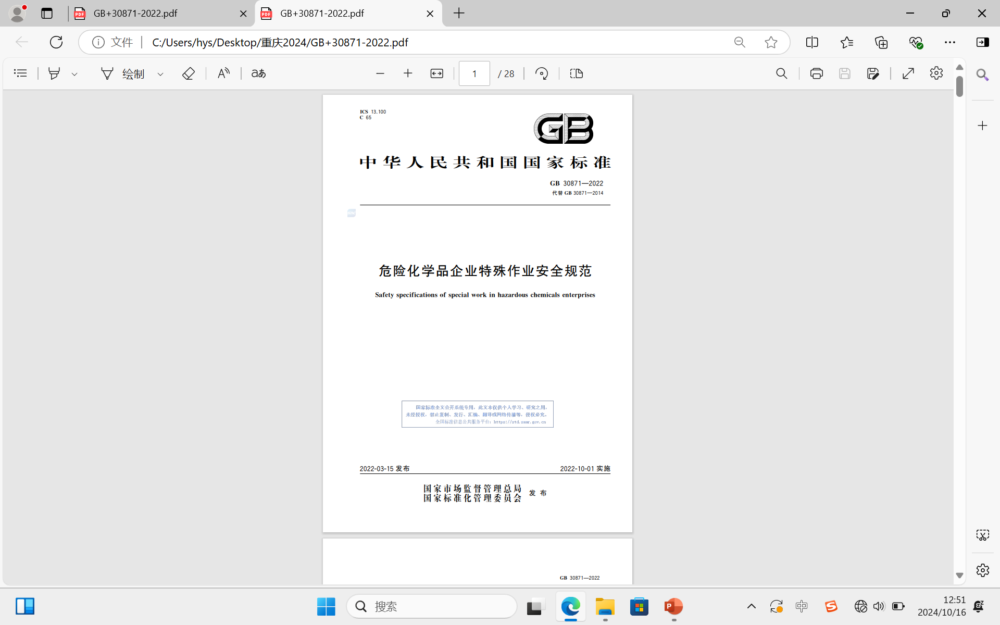 GB+30871-2022.pdf
GB+30871-2022.pdf
文件
C:/Users/hys/Desktop/重庆2024/GB+30871-2022.pdf
绘制
aあ
1
/ 28
ICS 13.100
C 65
GB
中华人民共和国国家标准
GB 30871—2022
代替 GB 30871—2014
危险化学品企业特殊作业安全规范
Safety specifications of special work in hazardous chemicals enterprises
国家标准全文公开系统专用，此文本仅供个人学习、研究之用，
未经授权，禁止复制、发行、汇编、翻译或网络传播等，侵权必究。
全国标准信息公共服务平台：https://std.samr.gov.cn
2022-03-15 发布
2022-10-01 实施
国家市场监督管理总局
国家标准化管理委员会
发布
GB 30871—2022
搜索
中
12:51
2024/10/16